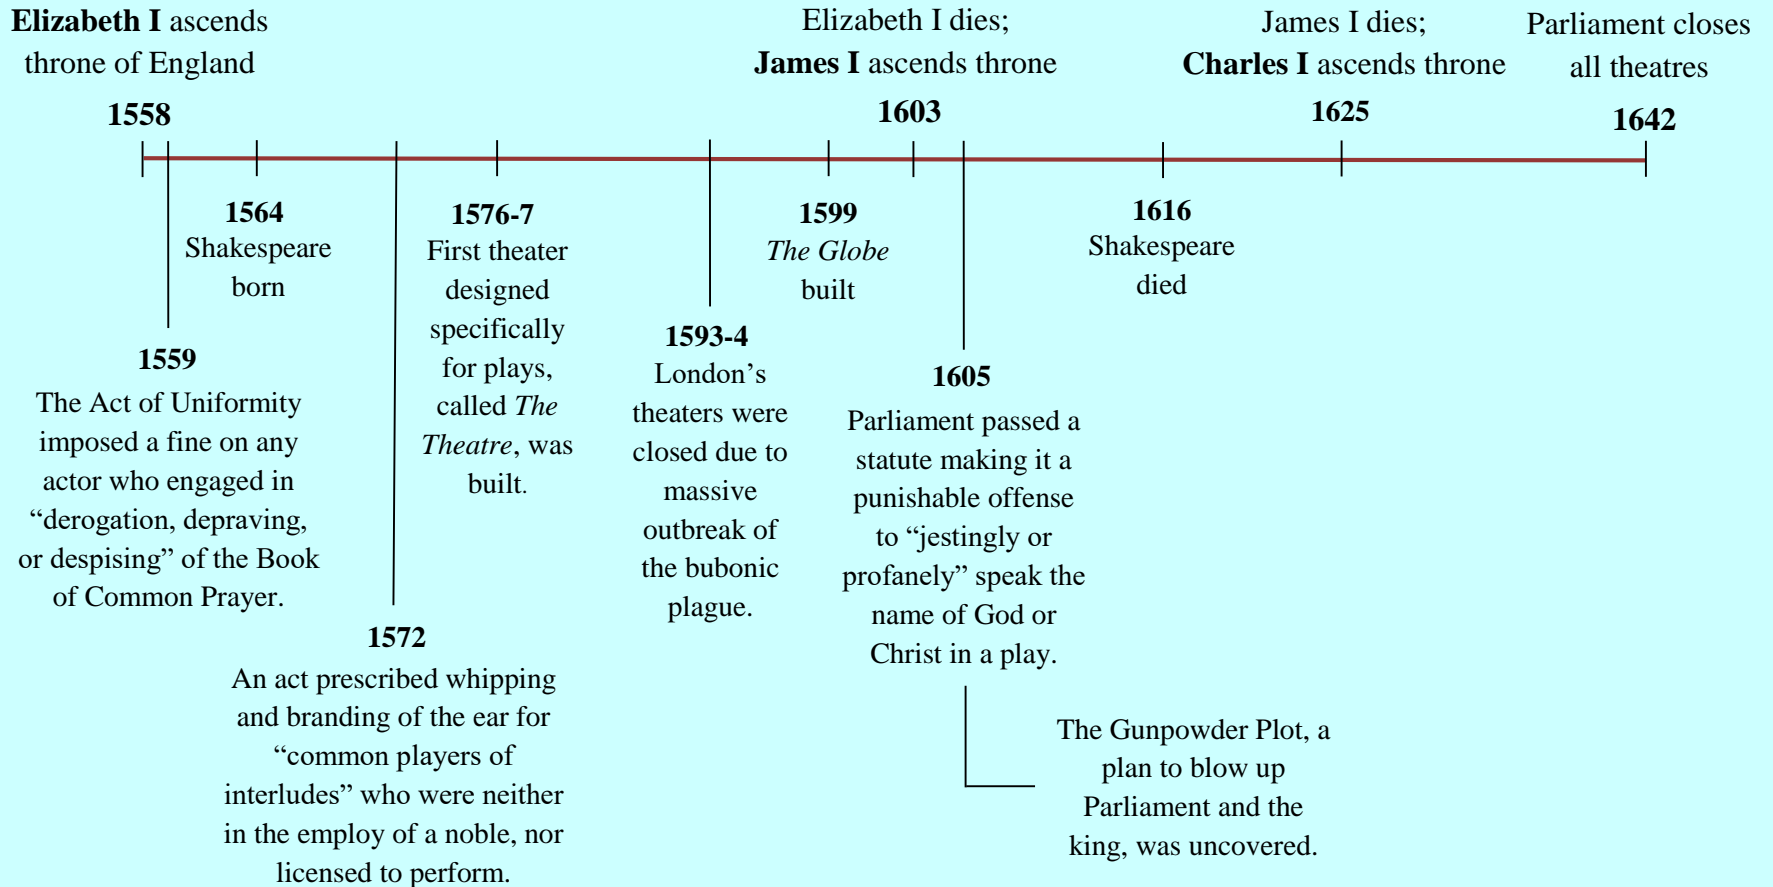 Elizabeth I ascends
throne of England
1558
Elizabeth I dies;
James I ascends throne
1603
James I dies;
Charles I ascends throne
1625
Parliament closes
all theatres
1642
1559
The Act of Uniformity
imposed a fine on any
actor who engaged in
“derogation, depraving,
or despising” of the Book
of Common Prayer.
1564
Shakespeare
born
1572
An act prescribed whipping
and branding of the ear for
“common players of
interludes” who were neither
in the employ of a noble, nor
licensed to perform.
1576-7
First theater
designed
specifically
for plays,
called The
Theatre, was
built.
1593-4
London’s
theaters were
closed due to
massive
outbreak of
the bubonic
plague.
1599
The Globe
built
1605
Parliament passed a
statute making it a
punishable offense
to “jestingly or
profanely” speak the
name of God or
Christ in a play.
The Gunpowder Plot, a
plan to blow up
Parliament and the
king, was uncovered.
1616
Shakespeare
died